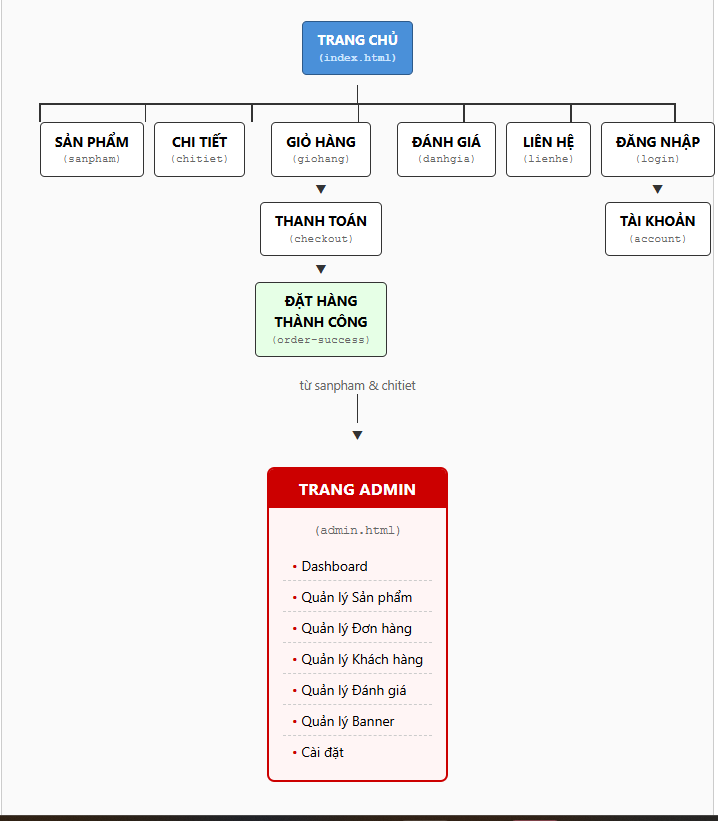 TRANG CHỦ
(index.html)
SẢN PHẨM
(sanpham)
CHI TIẾT
(chitiet)
GIỎ HÀNG
(giohang)
ĐÁNH GIÁ
(danhgia)
LIÊN HỆ
(lienhe)
ĐĂNG NHẬP
(login)
THANH TOÁN
(checkout)
TÀI KHOẢN
(account)
ĐẶT HÀNG
THÀNH CÔNG
(order-success)
từ sanpham & chitiet
TRANG ADMIN
(admin.html)
• Dashboard
• Quản lý Sản phẩm
• Quản lý Đơn hàng
• Quản lý Khách hàng
• Quản lý Đánh giá
• Quản lý Banner
• Cài đặt